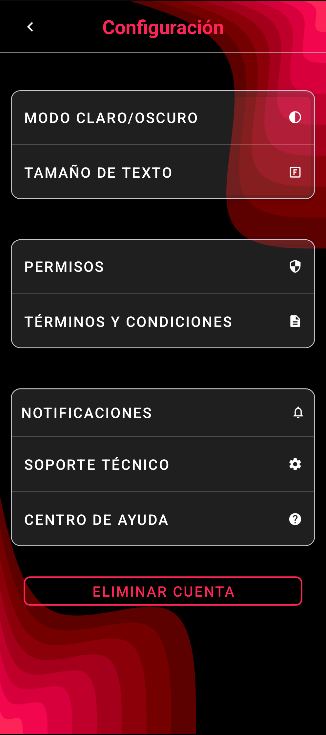 Configuración
MODO CLARO/OSCURO
TAMAÑO DE TEXTO
PERMISOS
TÉRMINOS Y CONDICIONES
NOTIFICACIONES
SOPORTE TÉCNICO
CENTRO DE AYUDA
ELIMINAR CUENTA